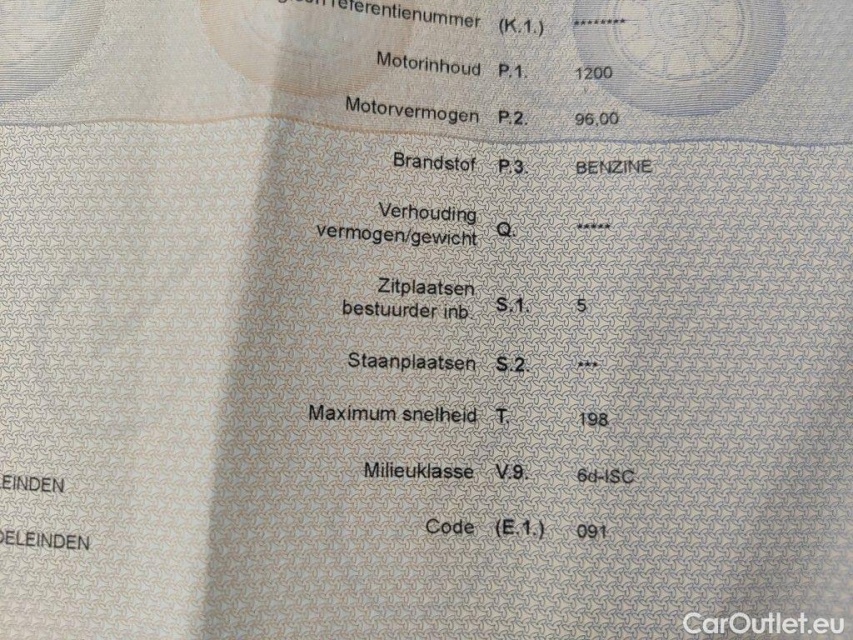 referentienummer (K.1.) ********
Motorinhoud P.1. 1200
Motorvermogen P.2. 96,00
Brandstof P.3. BENZINE
Verhouding
vermogen/gewicht Q. *****
Zitplaatsen
bestuurder inb. S.1. 5
Staanplaatsen S.2. ***
Maximum snelheid T. 198
Milieuklasse V.9. 6d-ISC
EINDEN
Code (E.1.) 091
DELEINDEN
CarOutlet.eu